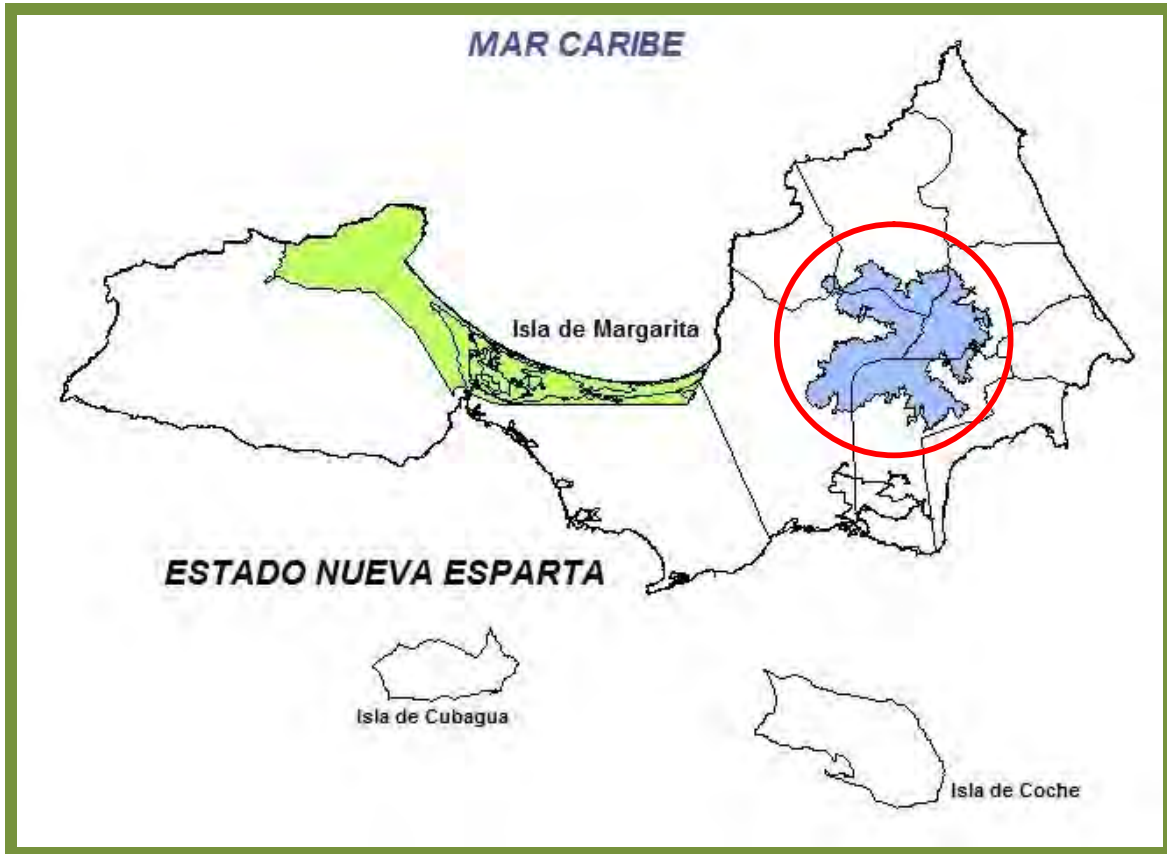 MAR CARIBE
Isla de Margarita
ESTADO NUEVA ESPARTA
Isla de Cubagua
Isla de Coche